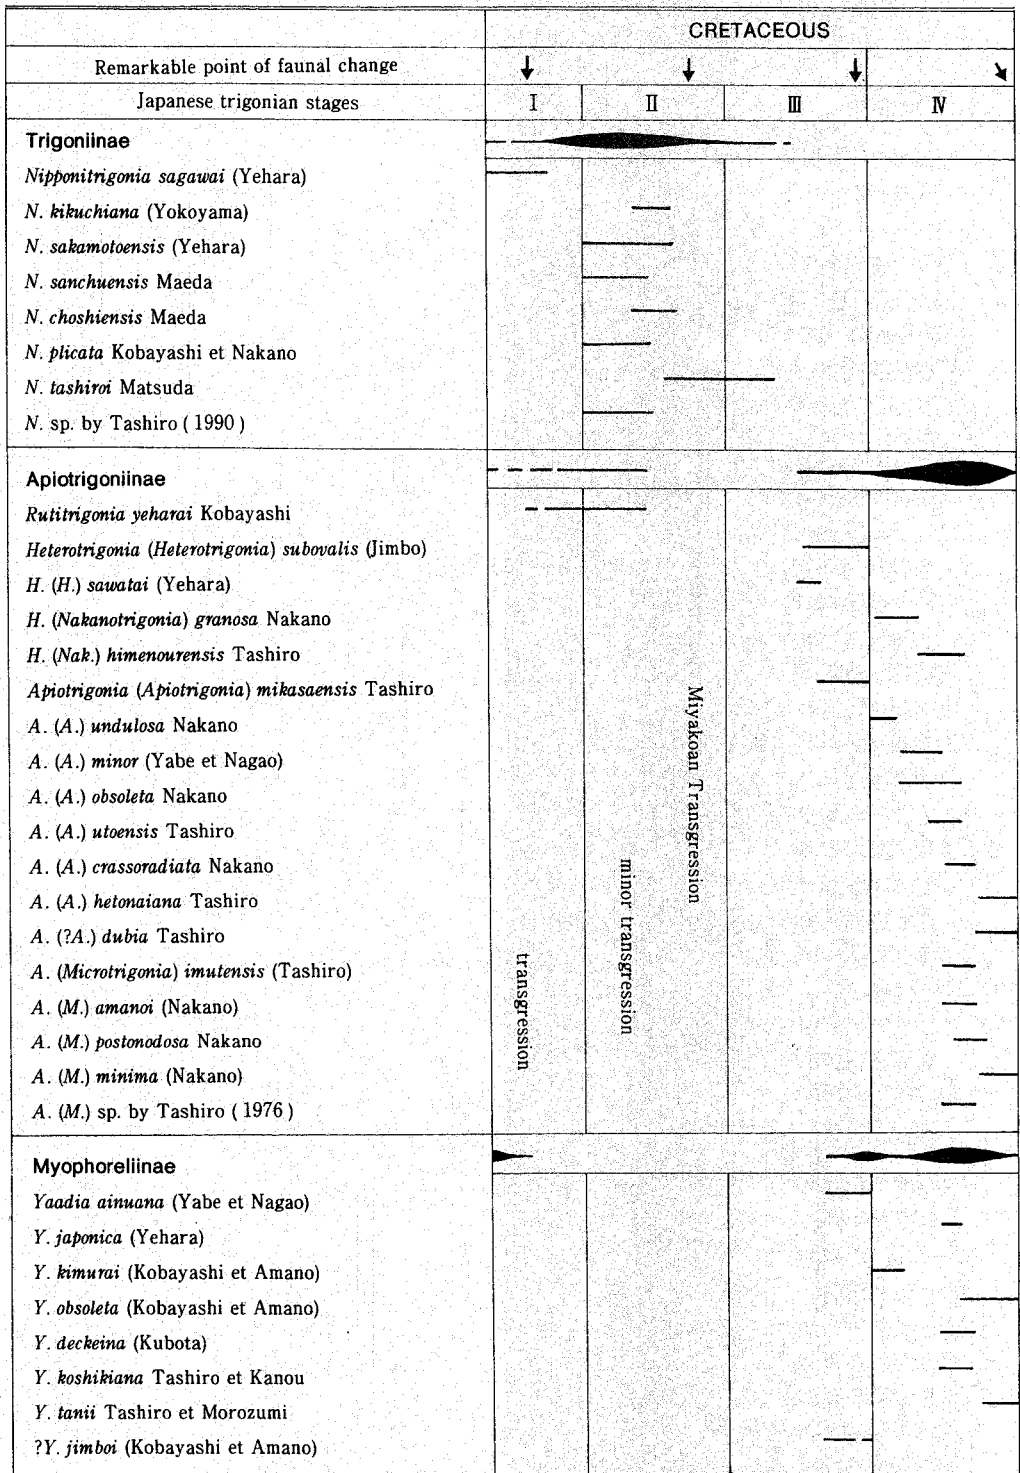 CRETACEOUS
Remarkable point of faunal change
Japanese trigonian stages I II III IV
Trigoniinae
Nipponitrigonia sagawai (Yehara)
N. kikuchiana (Yokoyama)
N. sakamotoensis (Yehara)
N. sanchuensis Maeda
N. choshiensis Maeda
N. plicata Kobayashi et Nakano
N. tashiroi Matsuda
N. sp. by Tashiro ( 1990 )
Apiotrigoniinae
Rutitrigonia yeharai Kobayashi
Heterotrigonia (Heterotrigonia) subovalis (Jimbo)
H. (H.) sawatai (Yehara)
H. (Nakanotrigonia) granosa Nakano
H. (Nak.) himenourensis Tashiro
Apiotrigonia (Apiotrigonia) mikasaensis Tashiro
A. (A.) undulosa Nakano
A. (A.) minor (Yabe et Nagao)
A. (A.) obsoleta Nakano
A. (A.) utoensis Tashiro
A. (A.) crassoradiata Nakano
A. (A.) hetonaiana Tashiro
A. (?A.) dubia Tashiro
A. (Microtrigonia) imutensis (Tashiro)
A. (M.) amanoi (Nakano)
A. (M.) postonodosa Nakano
A. (M.) minima (Nakano)
A. (M.) sp. by Tashiro ( 1976 )
transgression
minor transgression
Miyakoan Transgression
Myophoreliinae
Yaadia ainuana (Yabe et Nagao)
Y. japonica (Yehara)
Y. kimurai (Kobayashi et Amano)
Y. obsoleta (Kobayashi et Amano)
Y. deckeina (Kubota)
Y. koshikiana Tashiro et Kanou
Y. tanii Tashiro et Morozumi
?Y. jimboi (Kobayashi et Amano)